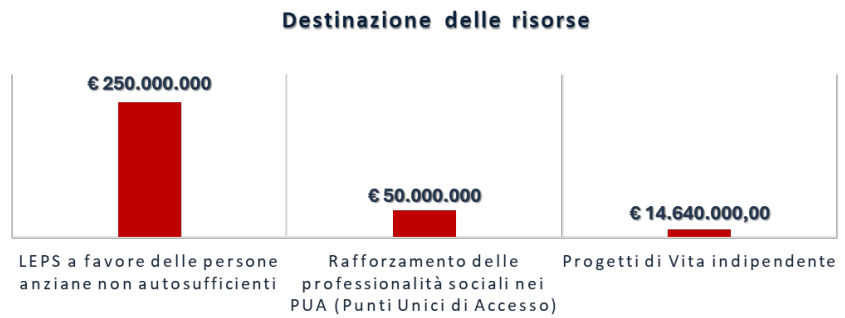 Destinazione delle risorse
€ 250.000.000
€ 50.000.000
€ 14.640.000,00
LEPS a favore delle persone
anziane non autosufficienti
Rafforzamento delle
professionalità sociali nei
PUA (Punti Unici di Accesso)
Progetti di Vita indipendente